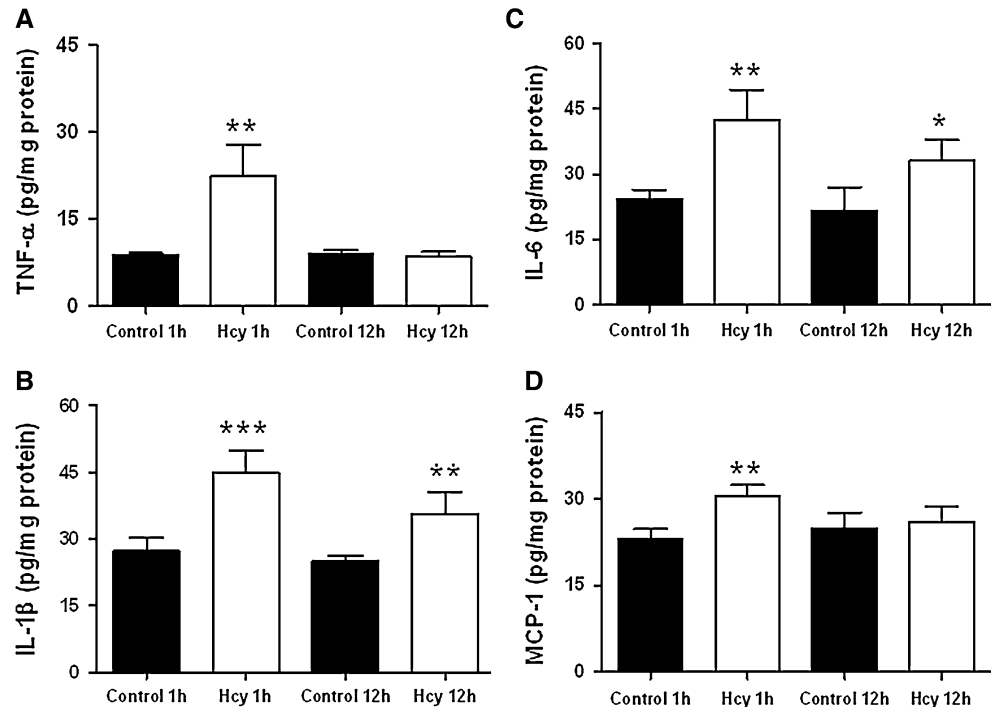 A
TNF-α (pg/mg protein)
45
30
15
0
**
Control 1h Hcy 1h Control 12h Hcy 12h
B
IL-1β (pg/mg protein)
60
45
30
15
0
***
**
Control 1h Hcy 1h Control 12h Hcy 12h
C
IL-6 (pg/mg protein)
60
45
30
15
0
**
*
Control 1h Hcy 1h Control 12h Hcy 12h
D
MCP-1 (pg/mg protein)
45
30
15
0
**
Control 1h Hcy 1h Control 12h Hcy 12h